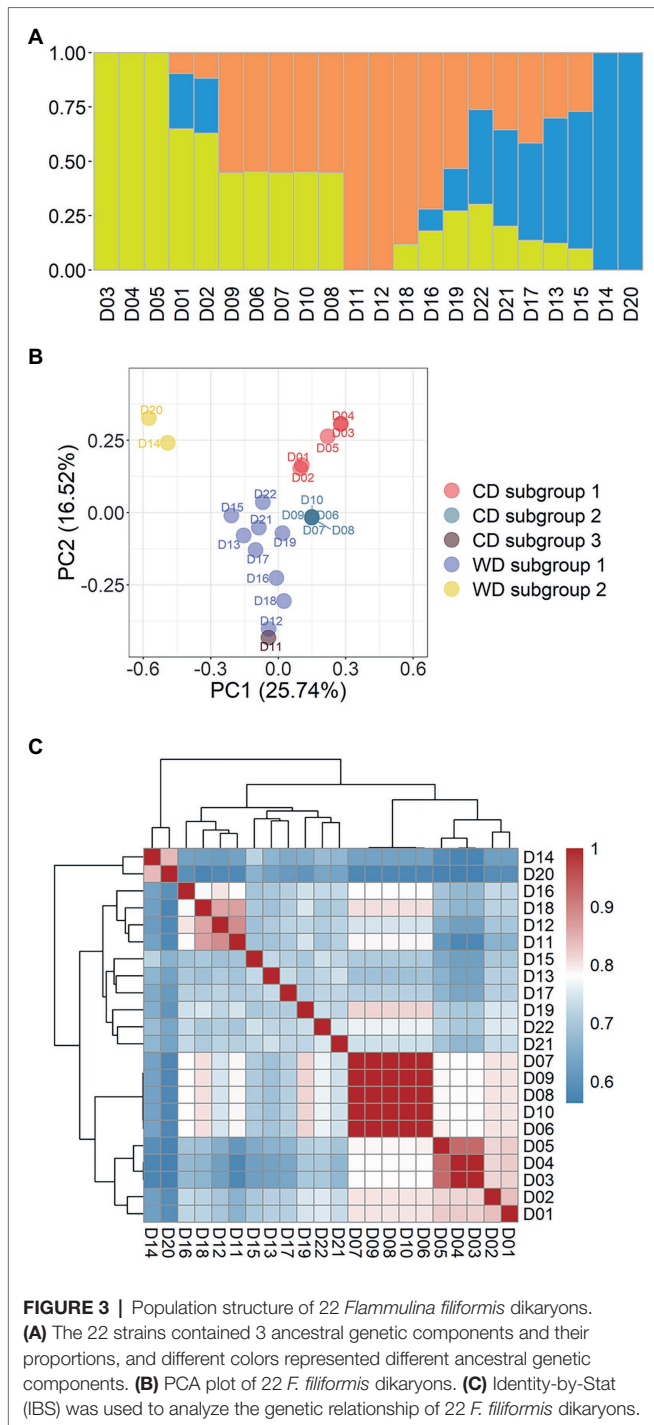 A
1.00
0.75
0.50
0.25
0.00
D03 D04 D05 D01 D02 D09 D06 D07 D10 D08 D11 D12 D18 D16 D19 D22 D21 D17 D13 D15 D14 D20
B
PC2 (16.52%)
0.25
0.00
-0.25
D20
D14
D04
D03
D05
D01
D02
D22
D10
D15
D21
D09 D06
D13
D19
D07 D08
D17
D16
D18
D12
D11
-0.6 -0.3 0.0 0.3 0.6
PC1 (25.74%)
CD subgroup 1
CD subgroup 2
CD subgroup 3
WD subgroup 1
WD subgroup 2
C
D14
D20
D16
D18
D12
D11
D15
D13
D17
D19
D22
D21
D07
D09
D08
D10
D06
D05
D04
D03
D02
D01
1
0.9
0.8
0.7
0.6
D14 D20 D16 D18 D12 D11 D15 D13 D17 D19 D22 D21 D07 D09 D08 D10 D06 D05 D04 D03 D02 D01
FIGURE 3 | Population structure of 22 Flammulina filiformis dikaryons.
(A) The 22 strains contained 3 ancestral genetic components and their
proportions, and different colors represented different ancestral genetic
components. (B) PCA plot of 22 F. filiformis dikaryons. (C) Identity-by-Stat
(IBS) was used to analyze the genetic relationship of 22 F. filiformis dikaryons.